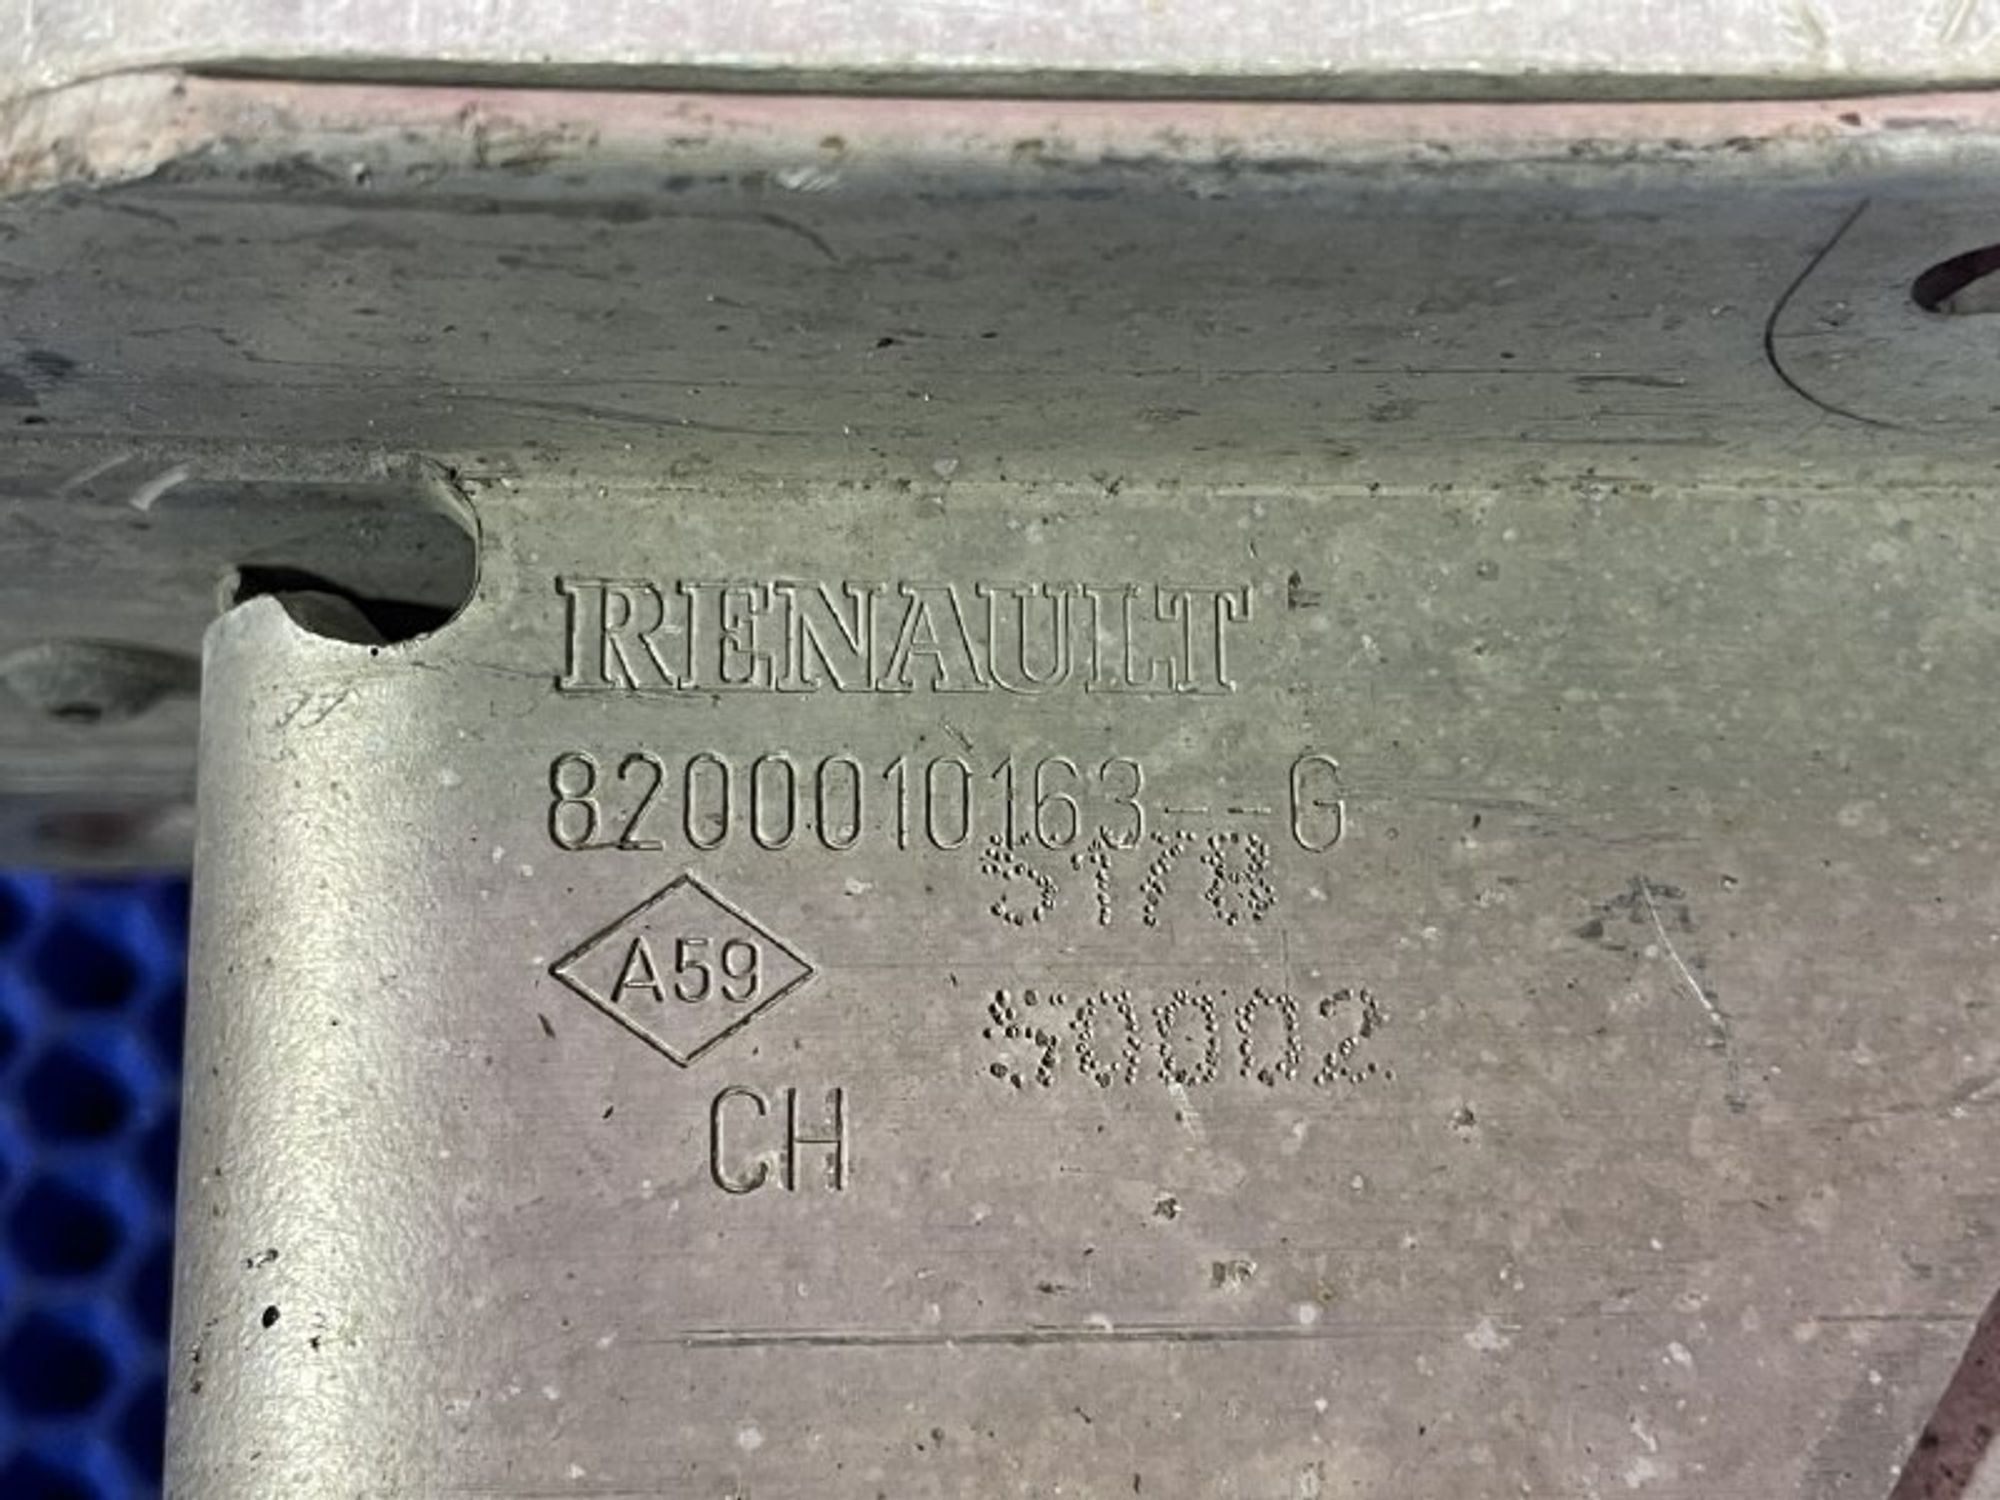 RENAULT
8200010163--G
5178
A59
50002
CH